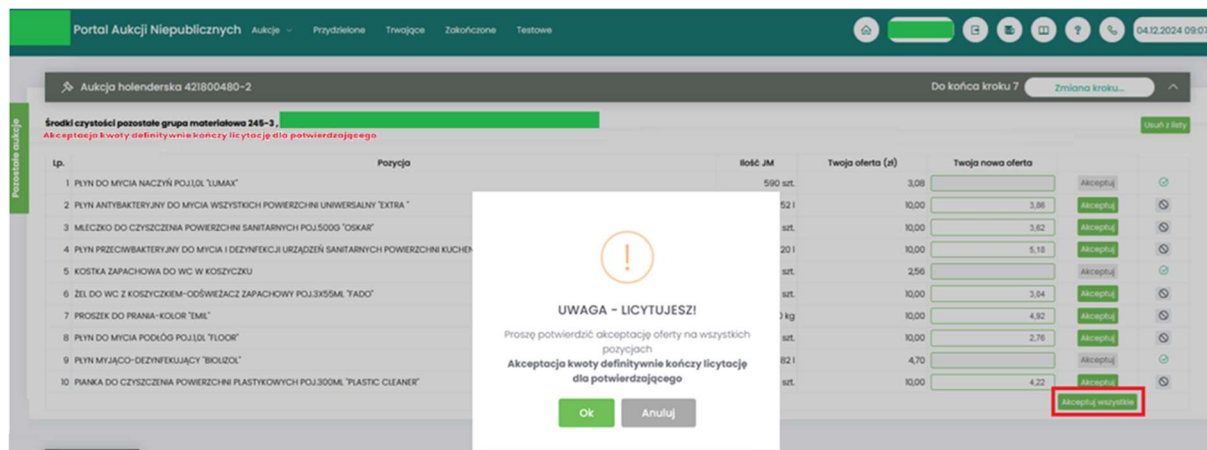 Portal Aukcji Niepublicznych Aukcje Przydzielone Trwające Zakończone Testowe 04.12.2024 09:07
Aukcja holenderska 421800480-2 Do końca kroku 7 Zmiana kroku...
Pozostałe aukcje
Środki czystości pozostałe grupa materiałowa 245-3, Usuń z listy
Akceptacja kwoty definitywnie kończy licytację dla potwierdzającego
Lp. Pozycja Ilość JM Twoja oferta (zł) Twoja nowa oferta
1 PŁYN DO MYCIA NACZYŃ POJ.1,0L "LUMAX" 590 szt. 3,08 Akceptuj
2 PŁYN ANTYBAKTERYJNY DO MYCIA WSZYSTKICH POWIERZCHNI UNIWERSALNY "EXTRA " 52 l 10,00 3,86 Akceptuj
3 MLECZKO DO CZYSZCZENIA POWIERZCHNI SANITARNYCH POJ.500G "OSKAR" szt. 10,00 3,62 Akceptuj
4 PŁYN PRZECIWBAKTERYJNY DO MYCIA I DEZYNFEKCJI URZĄDZEŃ SANITARNYCH POWIERZCHNI KUCHEN 20 l 10,00 5,18 Akceptuj
5 KOSTKA ZAPACHOWA DO WC W KOSZYCZKU szt. 2,56 Akceptuj
6 ŻEL DO WC Z KOSZYCZKIEM-ODŚWIEŻACZ ZAPACHOWY POJ.3X55ML "FADO" szt. 10,00 3,04 Akceptuj
7 PROSZEK DO PRANIA-KOLOR "EMIL" kg 10,00 4,92 Akceptuj
8 PŁYN DO MYCIA PODŁÓG POJ.1,0L "FLOOR" szt. 10,00 2,76 Akceptuj
9 PŁYN MYJĄCO-DEZYNFEKUJĄCY "BIOLIZOL" 82 l 4,70 Akceptuj
10 PIANKA DO CZYSZCZENIA POWIERZCHNI PLASTYKOWYCH POJ.300ML "PLASTIC CLEANER" szt. 10,00 4,22 Akceptuj
Akceptuj wszystkie
!
UWAGA - LICYTUJESZ!
Proszę potwierdzić akceptację oferty na wszystkich
pozycjach
Akceptacja kwoty definitywnie kończy licytację
dla potwierdzającego
Ok Anuluj